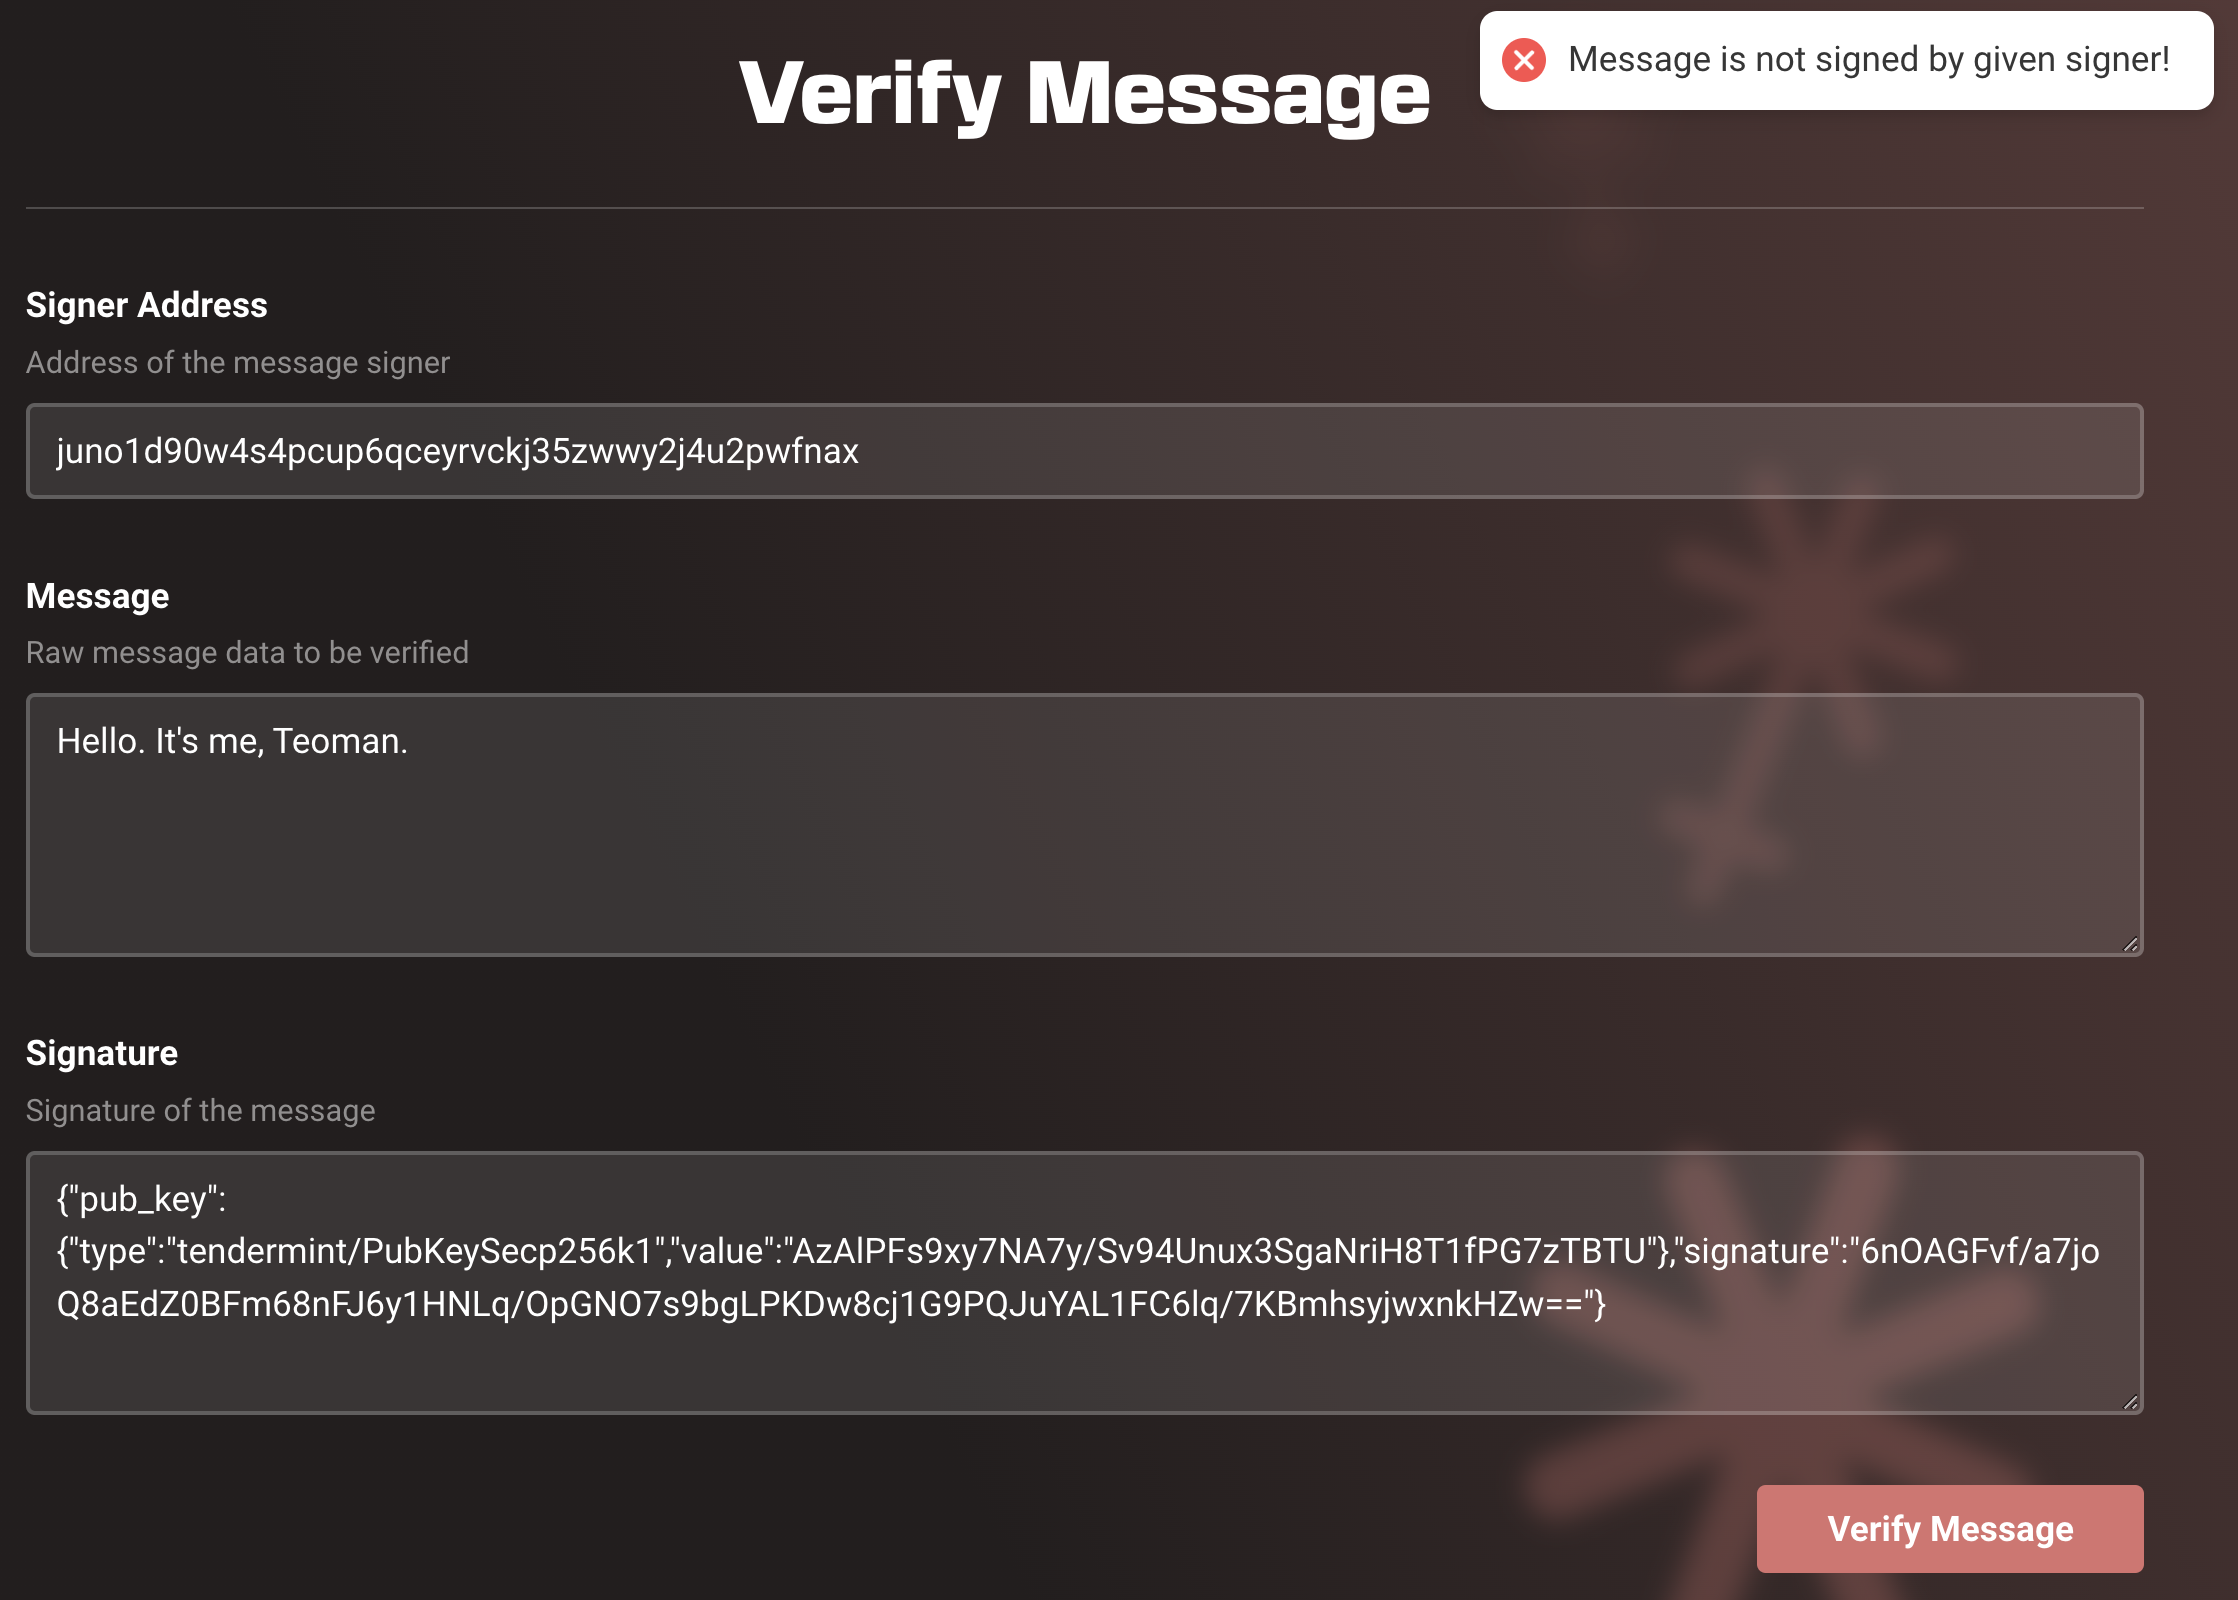 Message is not signed by given signer!
Verify Message
Signer Address
Address of the message signer
juno1d90w4s4pcup6qceyrvckj35zwwy2j4u2pwfnax
Message
Raw message data to be verified
Hello. It's me, Teoman.
Signature
Signature of the message
{"pub_key":
{"type":"tendermint/PubKeySecp256k1","value":"AzAlPFs9xy7NA7y/Sv94Unux3SgaNriH8T1fPG7zTBTU"},"signature":"6nOAGFvf/a7jo
Q8aEdZ0BFm68nFJ6y1HNLq/OpGNO7s9bgLPKDw8cj1G9PQJuYAL1FC6lq/7KBmhsyjwxnkHZw=="}
Verify Message